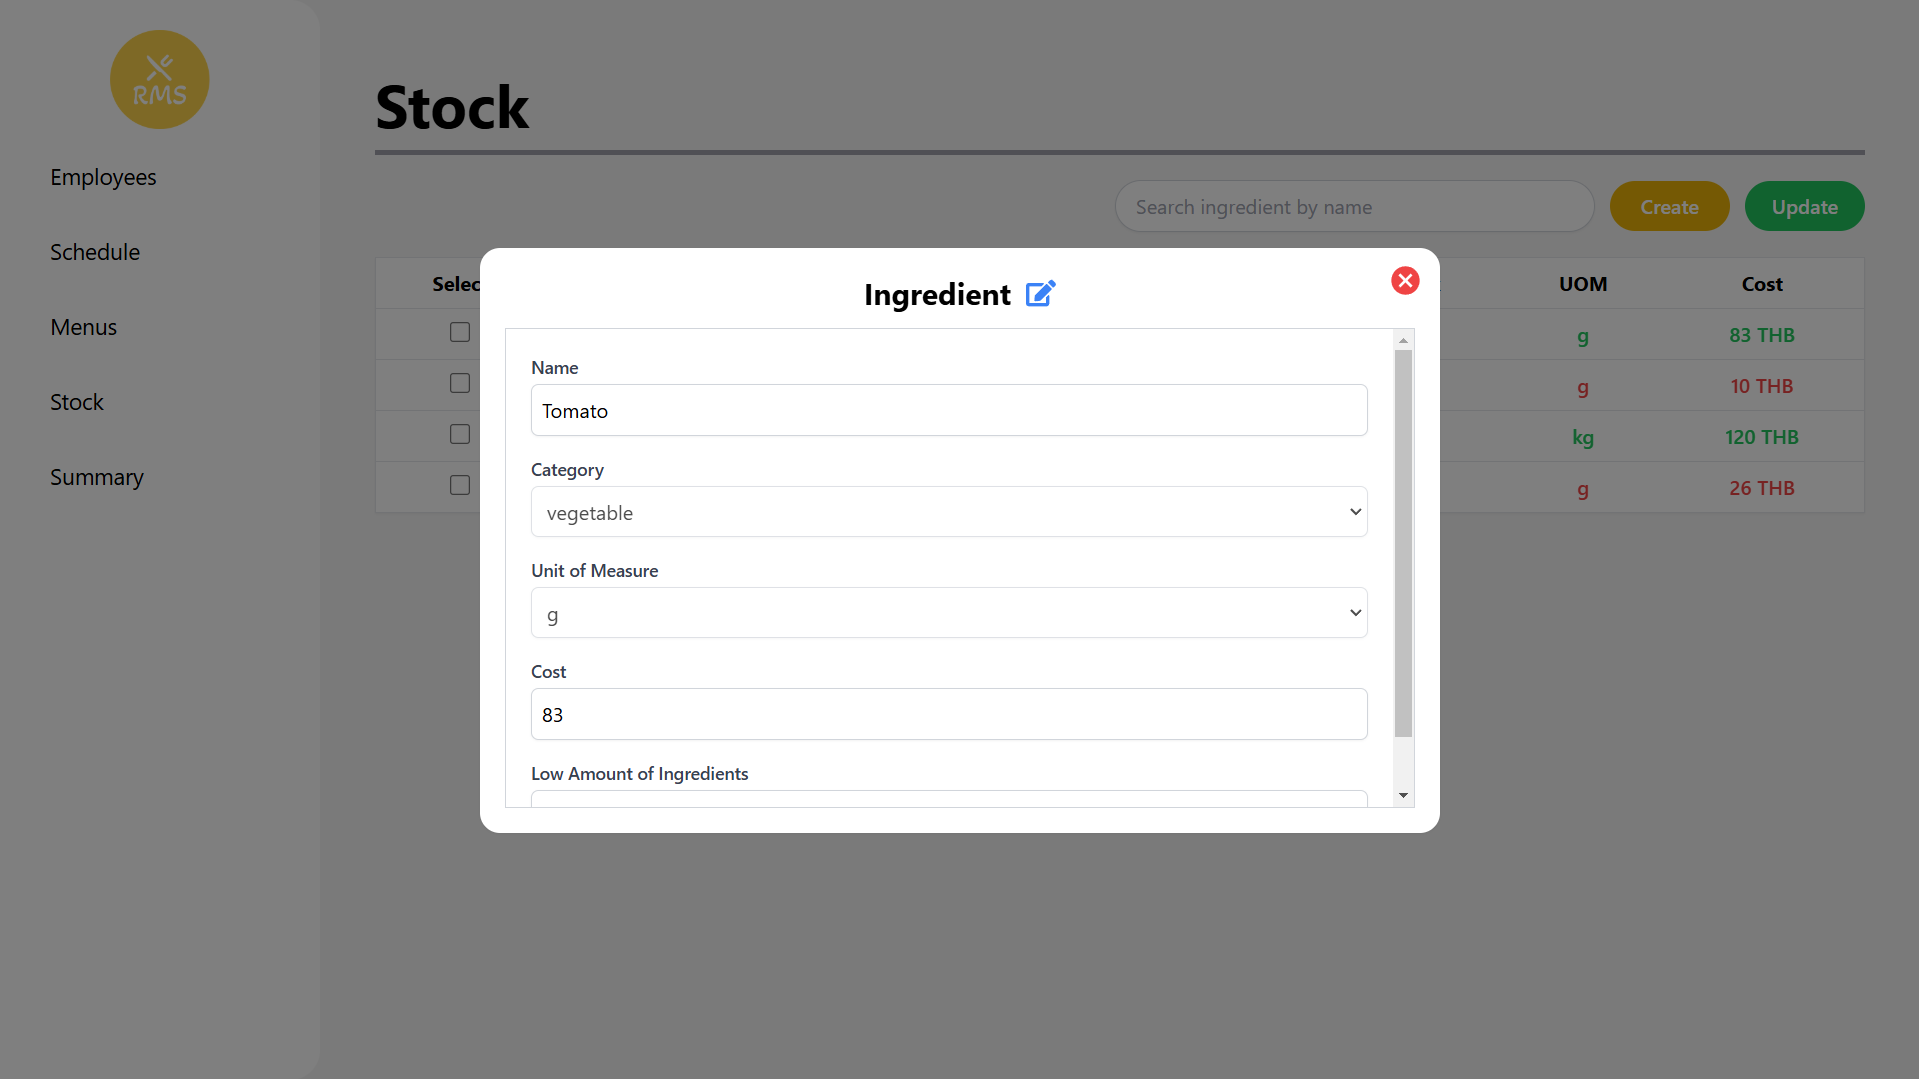 RMS
Employees
Schedule
Menus
Stock
Summary
Stock
Search ingredient by name
Create
Update
UOM Cost
g 83 THB
g 10 THB
kg 120 THB
g 26 THB
Ingredient
Name
Tomato
Category
vegetable
Unit of Measure
g
Cost
83
Low Amount of Ingredients